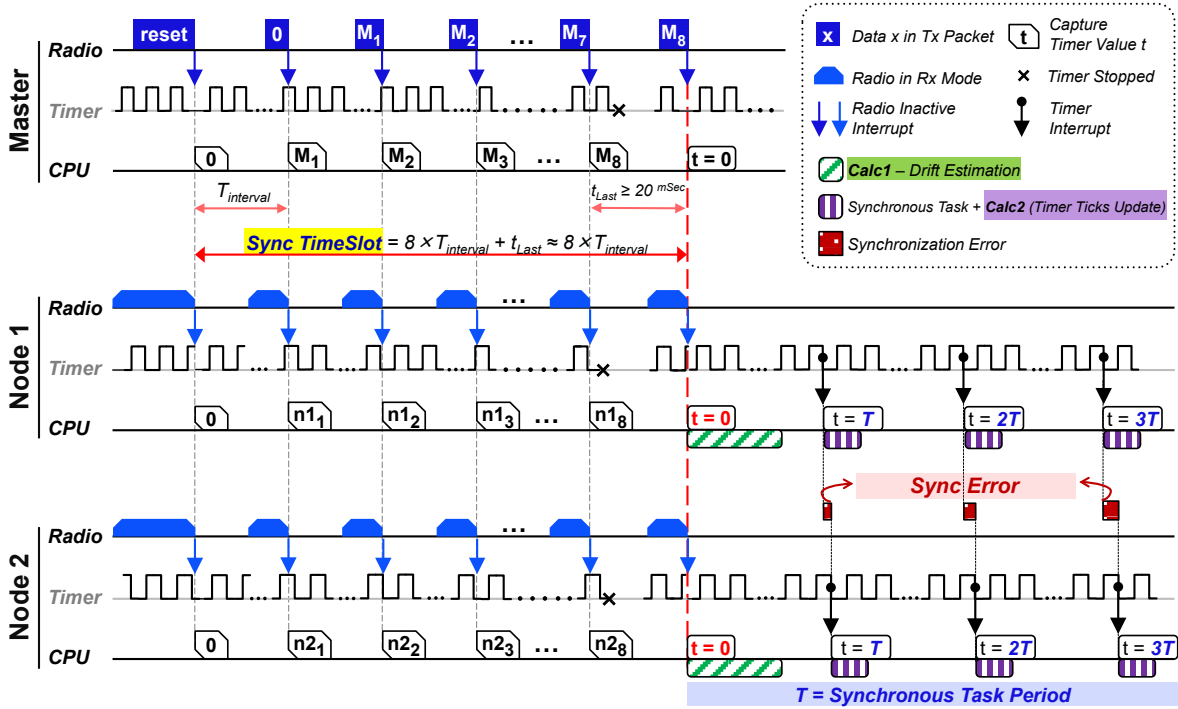 reset 0 M1 M2 ... M7 M8
Radio
Timer
CPU
Master
0 M1 M2 M3 ... M8 t = 0
Tinterval
tLast ≥ 20 mSec
Sync TimeSlot = 8 × Tinterval + tLast ≈ 8 × Tinterval
x Data x in Tx Packet
t Capture
Timer Value t
Radio in Rx Mode
Timer Stopped
Radio Inactive
Interrupt
Timer
Interrupt
Calc1 – Drift Estimation
Synchronous Task + Calc2 (Timer Ticks Update)
Synchronization Error
Node 1
Radio
...
Timer
CPU
0 n11 n12 n13 ... n18 t = 0 t = T t = 2T t = 3T
Sync Error
Node 2
Radio
...
Timer
CPU
0 n21 n22 n23 ... n28 t = 0 t = T t = 2T t = 3T
T = Synchronous Task Period